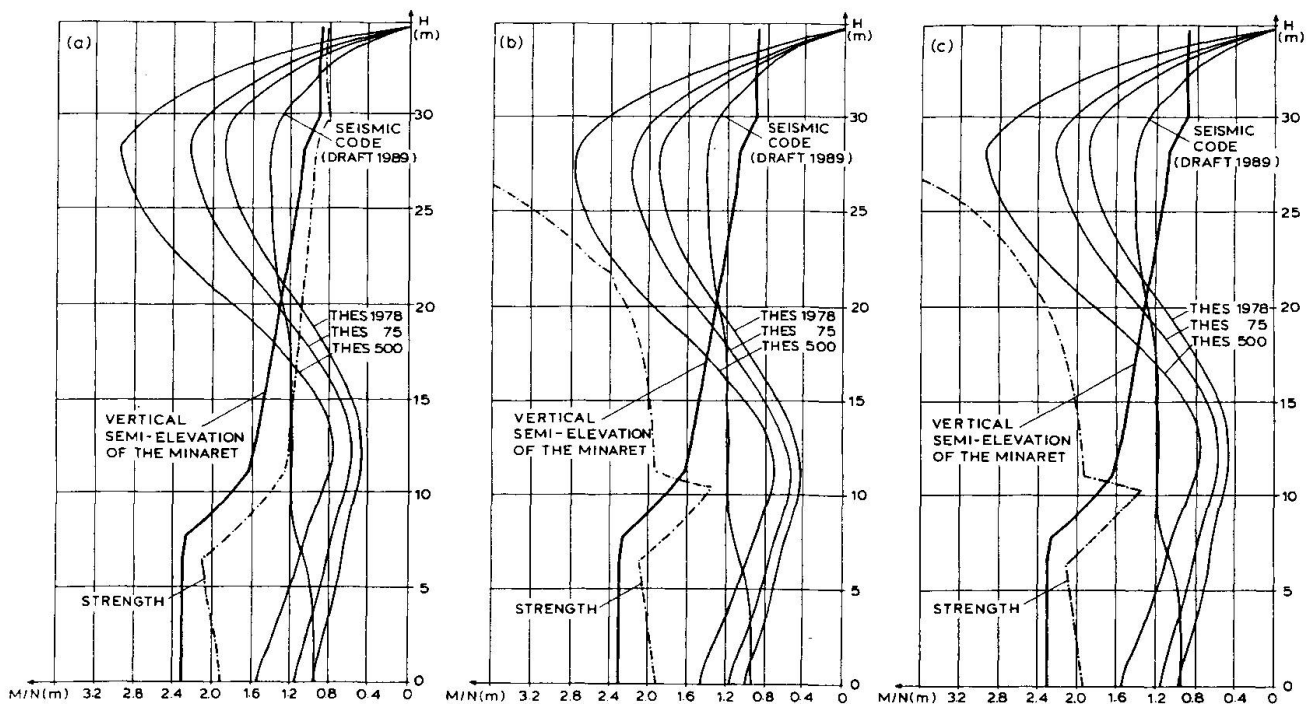 (a)
H
(m)
30
SEISMIC
CODE
(DRAFT 1989)
25
20
THES 1978
THES 75
THES 500
15
VERTICAL
SEMI-ELEVATION
OF THE MINARET
10
5
STRENGTH
0
M/N(m) 3.2 2.8 2.4 2.0 1.6 1.2 0.8 0.4
(b)
H
(m)
30
SEISMIC
CODE
(DRAFT 1989)
25
20
THES 1978
THES 75
THES 500
15
VERTICAL
SEMI-ELEVATION
OF THE MINARET
10
5
STRENGTH
0
M/N(m) 3.2 2.8 2.4 2.0 1.6 1.2 0.8 0.4
(c)
H
(m)
30
SEISMIC
CODE
(DRAFT 1989)
25
20
THES 1978
THES 75
THES 500
15
VERTICAL
SEMI-ELEVATION
OF THE MINARET
10
5
STRENGTH
0
M/N(m) 3.2 2.8 2.4 2.0 1.6 1.2 0.8 0.4